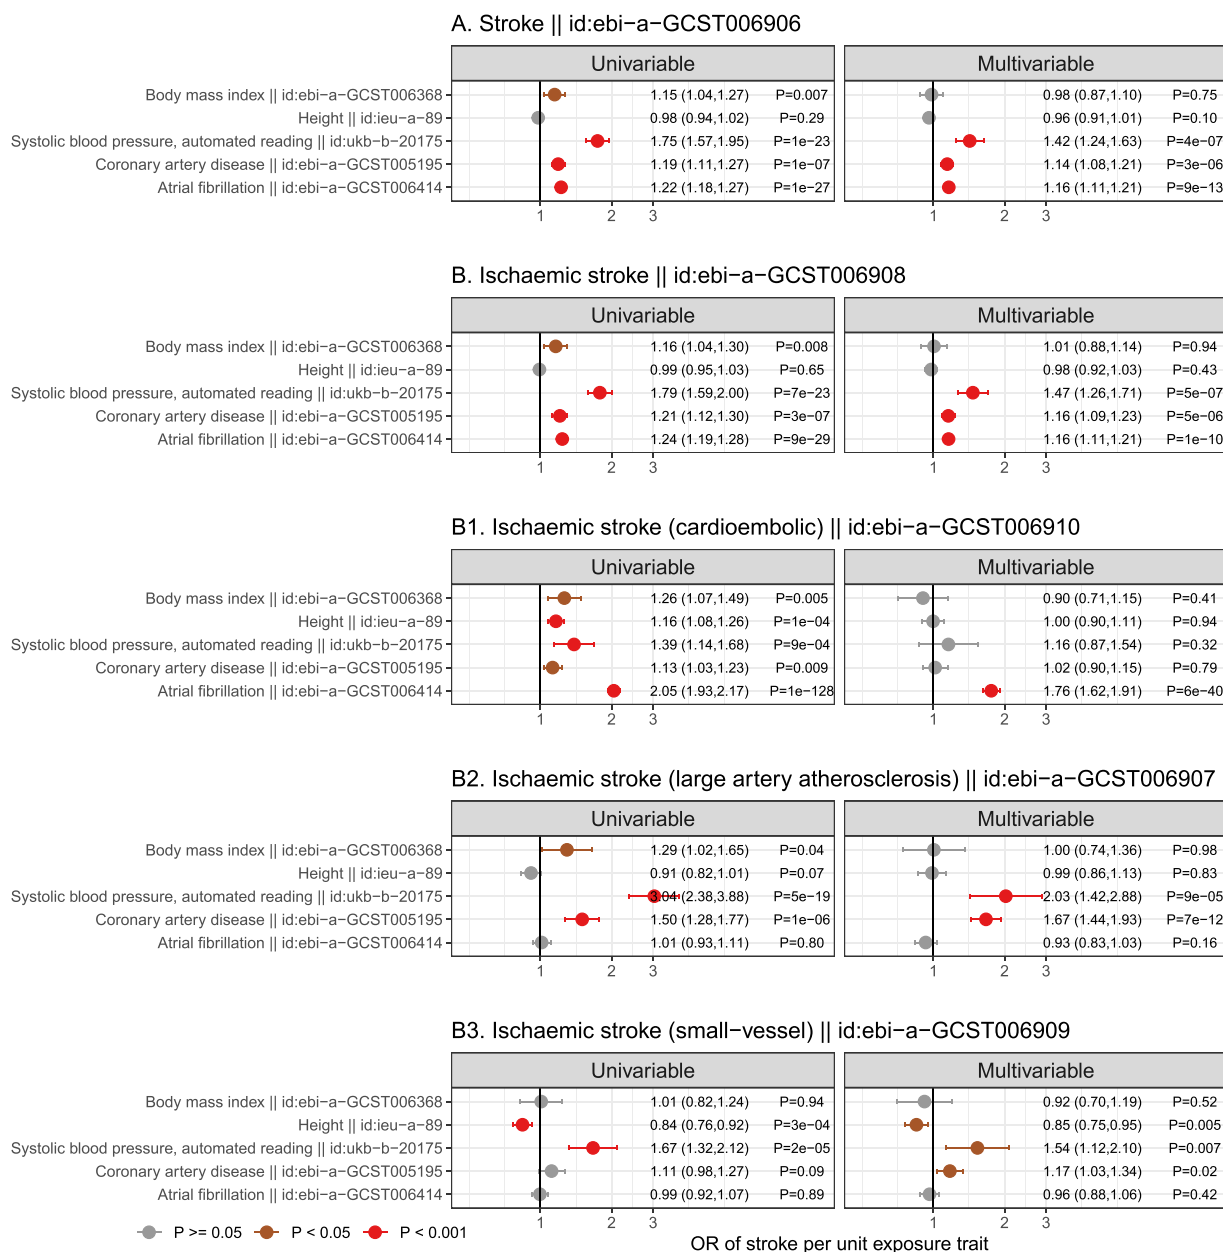 A. Stroke || id:ebi−a−GCST006906
Univariable Multivariable
Body mass index || id:ebi−a−GCST006368 1.15 (1.04,1.27) P=0.007 0.98 (0.87,1.10) P=0.75
Height || id:ieu−a−89 0.98 (0.94,1.02) P=0.29 0.96 (0.91,1.01) P=0.10
Systolic blood pressure, automated reading || id:ukb−b−20175 1.75 (1.57,1.95) P=1e−23 1.42 (1.24,1.63) P=4e−07
Coronary artery disease || id:ebi−a−GCST005195 1.19 (1.11,1.27) P=1e−07 1.14 (1.08,1.21) P=3e−06
Atrial fibrillation || id:ebi−a−GCST006414 1.22 (1.18,1.27) P=1e−27 1.16 (1.11,1.21) P=9e−13
1 2 3 1 2 3
B. Ischaemic stroke || id:ebi−a−GCST006908
Univariable Multivariable
Body mass index || id:ebi−a−GCST006368 1.16 (1.04,1.30) P=0.008 1.01 (0.88,1.14) P=0.94
Height || id:ieu−a−89 0.99 (0.95,1.03) P=0.65 0.98 (0.92,1.03) P=0.43
Systolic blood pressure, automated reading || id:ukb−b−20175 1.79 (1.59,2.00) P=7e−23 1.47 (1.26,1.71) P=5e−07
Coronary artery disease || id:ebi−a−GCST005195 1.21 (1.12,1.30) P=3e−07 1.16 (1.09,1.23) P=5e−06
Atrial fibrillation || id:ebi−a−GCST006414 1.24 (1.19,1.28) P=9e−29 1.16 (1.11,1.21) P=1e−10
1 2 3 1 2 3
B1. Ischaemic stroke (cardioembolic) || id:ebi−a−GCST006910
Univariable Multivariable
Body mass index || id:ebi−a−GCST006368 1.26 (1.07,1.49) P=0.005 0.90 (0.71,1.15) P=0.41
Height || id:ieu−a−89 1.16 (1.08,1.26) P=1e−04 1.00 (0.90,1.11) P=0.94
Systolic blood pressure, automated reading || id:ukb−b−20175 1.39 (1.14,1.68) P=9e−04 1.16 (0.87,1.54) P=0.32
Coronary artery disease || id:ebi−a−GCST005195 1.13 (1.03,1.23) P=0.009 1.02 (0.90,1.15) P=0.79
Atrial fibrillation || id:ebi−a−GCST006414 2.05 (1.93,2.17) P=1e−128 1.76 (1.62,1.91) P=6e−40
1 2 3 1 2 3
B2. Ischaemic stroke (large artery atherosclerosis) || id:ebi−a−GCST006907
Univariable Multivariable
Body mass index || id:ebi−a−GCST006368 1.29 (1.02,1.65) P=0.04 1.00 (0.74,1.36) P=0.98
Height || id:ieu−a−89 0.91 (0.82,1.01) P=0.07 0.99 (0.86,1.13) P=0.83
Systolic blood pressure, automated reading || id:ukb−b−20175 3.04 (2.38,3.88) P=5e−19 2.03 (1.42,2.88) P=9e−05
Coronary artery disease || id:ebi−a−GCST005195 1.50 (1.28,1.77) P=1e−06 1.67 (1.44,1.93) P=7e−12
Atrial fibrillation || id:ebi−a−GCST006414 1.01 (0.93,1.11) P=0.80 0.93 (0.83,1.03) P=0.16
1 2 3 1 2 3
B3. Ischaemic stroke (small−vessel) || id:ebi−a−GCST006909
Univariable Multivariable
Body mass index || id:ebi−a−GCST006368 1.01 (0.82,1.24) P=0.94 0.92 (0.70,1.19) P=0.52
Height || id:ieu−a−89 0.84 (0.76,0.92) P=3e−04 0.85 (0.75,0.95) P=0.005
Systolic blood pressure, automated reading || id:ukb−b−20175 1.67 (1.32,2.12) P=2e−05 1.54 (1.12,2.10) P=0.007
Coronary artery disease || id:ebi−a−GCST005195 1.11 (0.98,1.27) P=0.09 1.17 (1.03,1.34) P=0.02
Atrial fibrillation || id:ebi−a−GCST006414 0.99 (0.92,1.07) P=0.89 0.96 (0.88,1.06) P=0.42
1 2 3 1 2 3
P >= 0.05 P < 0.05 P < 0.001
OR of stroke per unit exposure trait